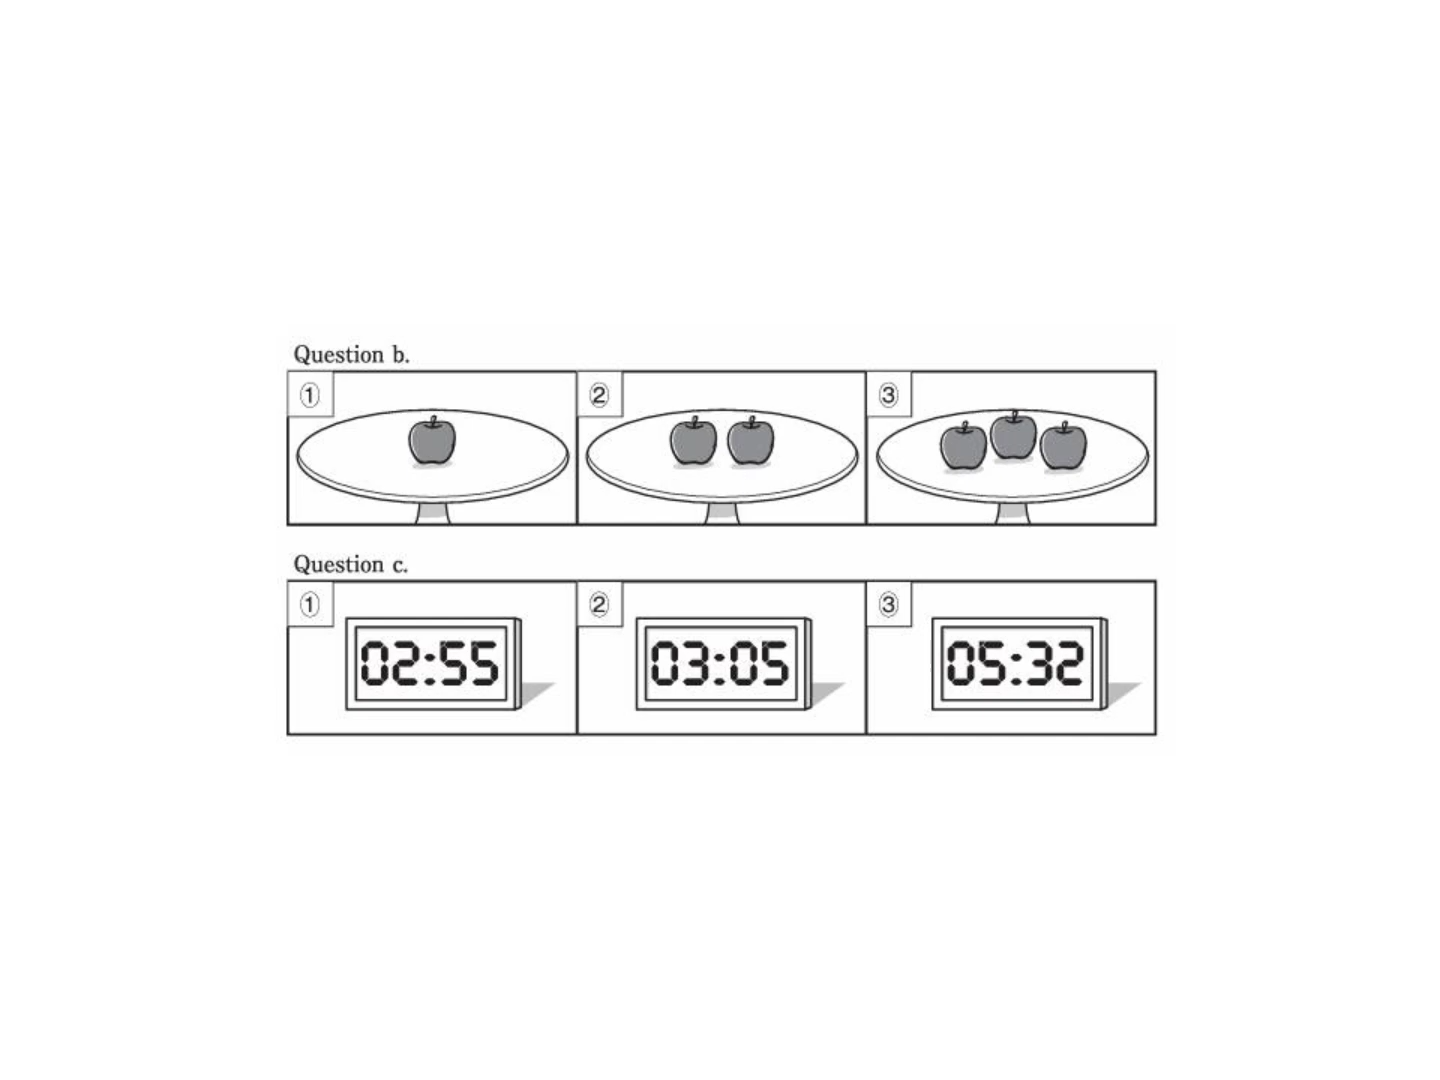 Question b.
① ② ③
Question c.
① ② ③
02:55 03:05 05:32